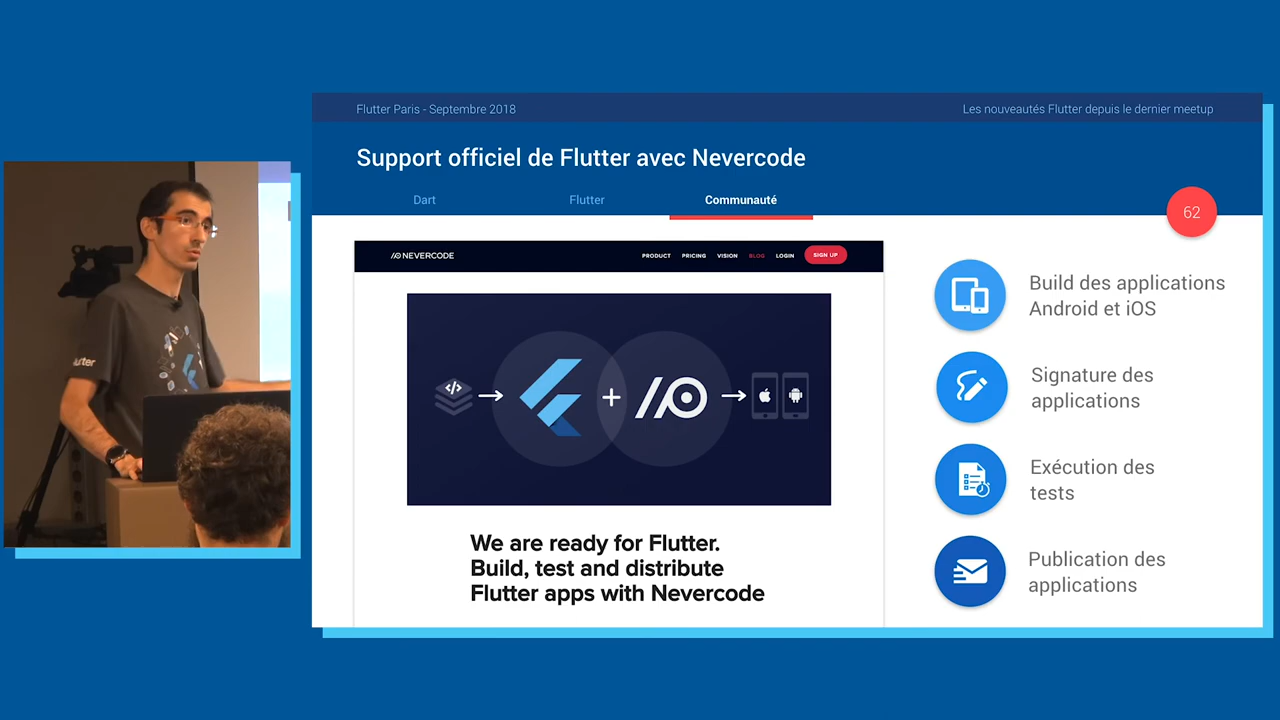 Flutter Paris - Septembre 2018
Les nouveautés Flutter depuis le dernier meetup
Support officiel de Flutter avec Nevercode
Dart
Flutter
Communauté
62
NEVERCODE
PRODUCT
PRICING
VISION
BLOG
LOGIN
SIGN UP
We are ready for Flutter.
Build, test and distribute
Flutter apps with Nevercode
Build des applications
Android et iOS
Signature des
applications
Exécution des
tests
Publication des
applications